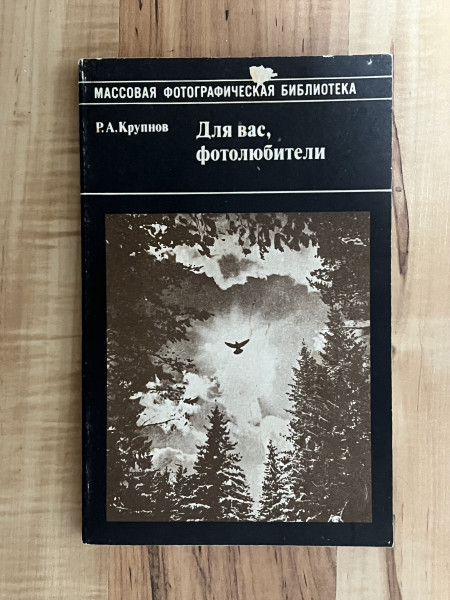 МАССОВАЯ ФОТОГРАФИЧЕСКАЯ БИБЛИОТЕКА
Р.А.Крупнов
Для вас,
фотолюбители